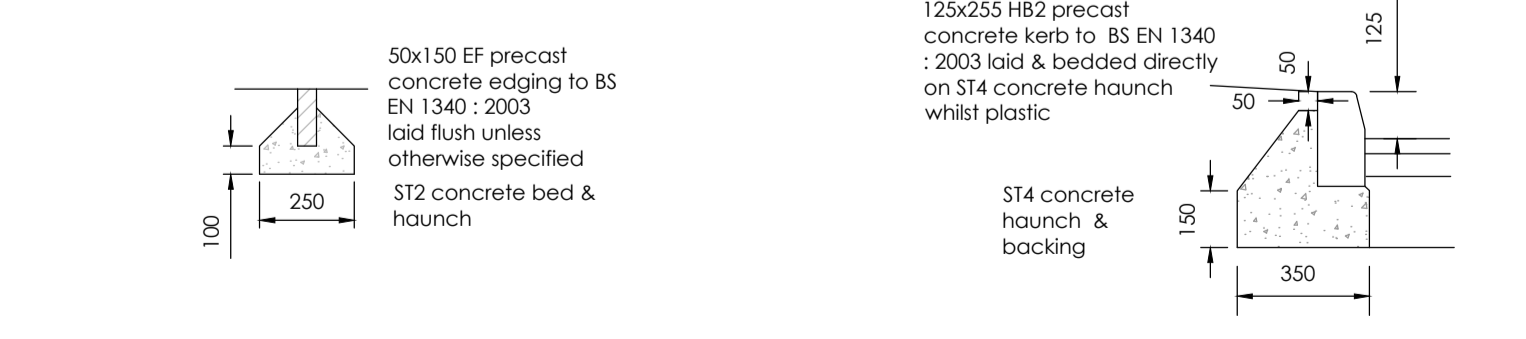 50x150 EF precast
concrete edging to BS
EN 1340 : 2003
laid flush unless
otherwise specified
ST2 concrete bed &
haunch
250
100
125x255 HB2 precast
concrete kerb to BS EN 1340
: 2003 laid & bedded directly
on ST4 concrete haunch
whilst plastic
50
50
125
ST4 concrete
haunch &
backing
150
350